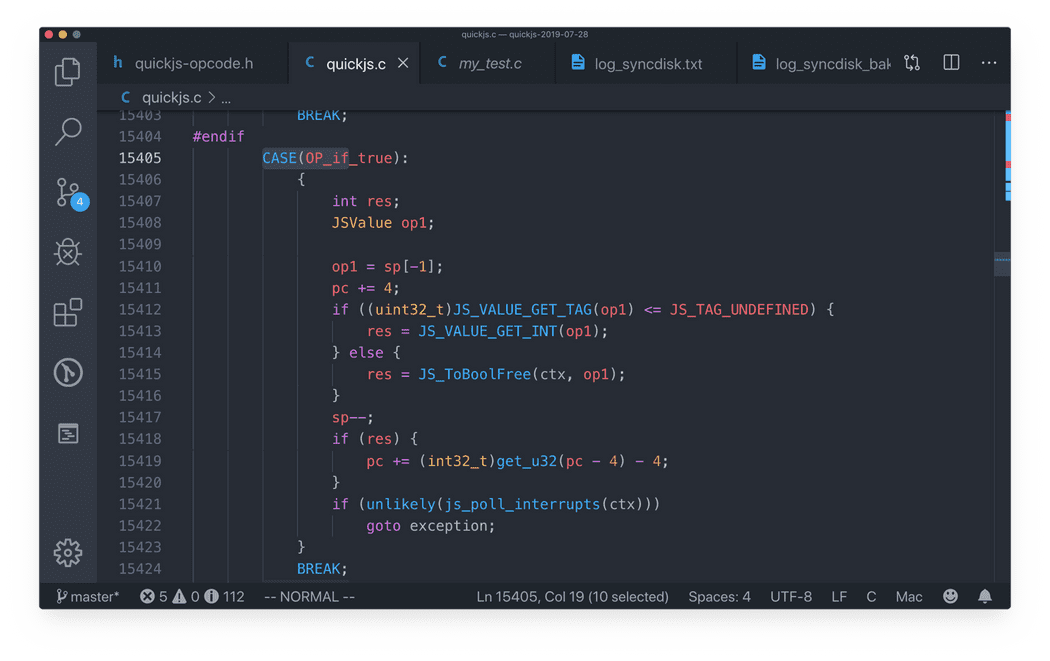 quickjs.c — quickjs-2019-07-28
h quickjs-opcode.h C quickjs.c × C my_test.c log_syncdisk.txt log_syncdisk_bak ...
C quickjs.c > ...
15403 BREAK;
15404 #endif
15405 CASE(OP_if_true):
15406 {
15407 int res;
15408 JSValue op1;
15409
15410 op1 = sp[-1];
15411 pc += 4;
15412 if ((uint32_t)JS_VALUE_GET_TAG(op1) <= JS_TAG_UNDEFINED) {
15413 res = JS_VALUE_GET_INT(op1);
15414 } else {
15415 res = JS_ToBoolFree(ctx, op1);
15416 }
15417 sp--;
15418 if (res) {
15419 pc += (int32_t)get_u32(pc - 4) - 4;
15420 }
15421 if (unlikely(js_poll_interrupts(ctx)))
15422 goto exception;
15423 }
15424 BREAK;
4
master* 5 0 112 -- NORMAL -- Ln 15405, Col 19 (10 selected) Spaces: 4 UTF-8 LF C Mac